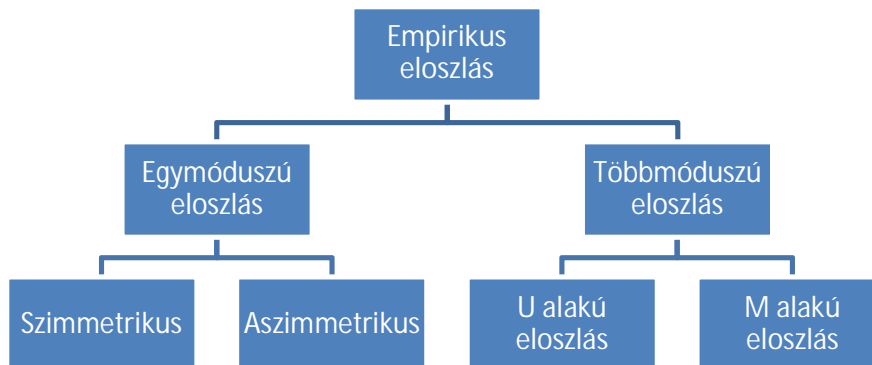 Empirikus
eloszlás
Egymóduszú
eloszlás
Többmóduszú
eloszlás
Szimmetrikus
Aszimmetrikus
U alakú
eloszlás
M alakú
eloszlás